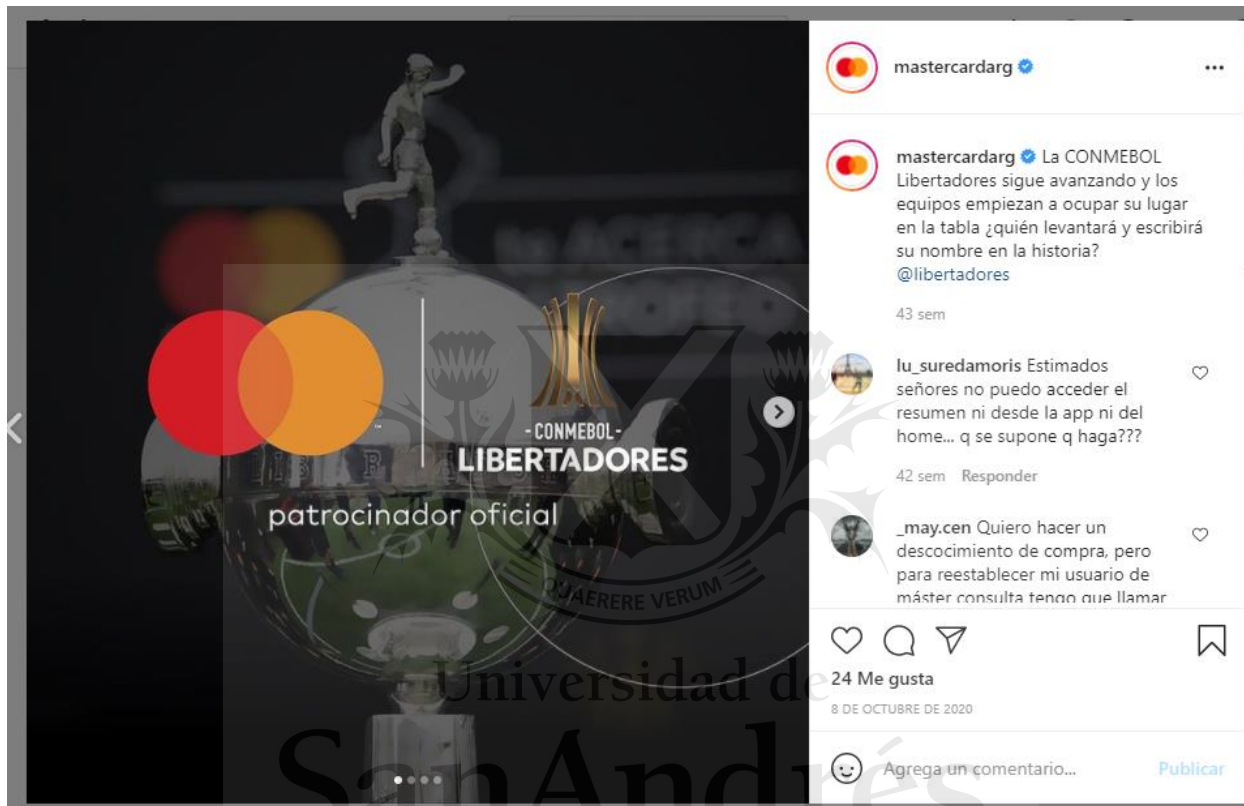 te ACERCA
TROFEO
- CONMEBOL-
LIBERTADORES
patrocinador oficial
QUAERERE VERUM
Universidad de
SanAndrés
mastercardarg
mastercardarg La CONMEBOL
Libertadores sigue avanzando y los
equipos empiezan a ocupar su lugar
en la tabla ¿quién levantará y escribirá
su nombre en la historia?
@libertadores
43 sem
lu_suredamoris Estimados
señores no puedo acceder el
resumen ni desde la app ni del
home... q se supone q haga???
42 sem Responder
_may.cen Quiero hacer un
descocimiento de compra, pero
para reestablecer mi usuario de
máster consulta tengo que llamar
24 Me gusta
8 DE OCTUBRE DE 2020
Agrega un comentario...
Publicar